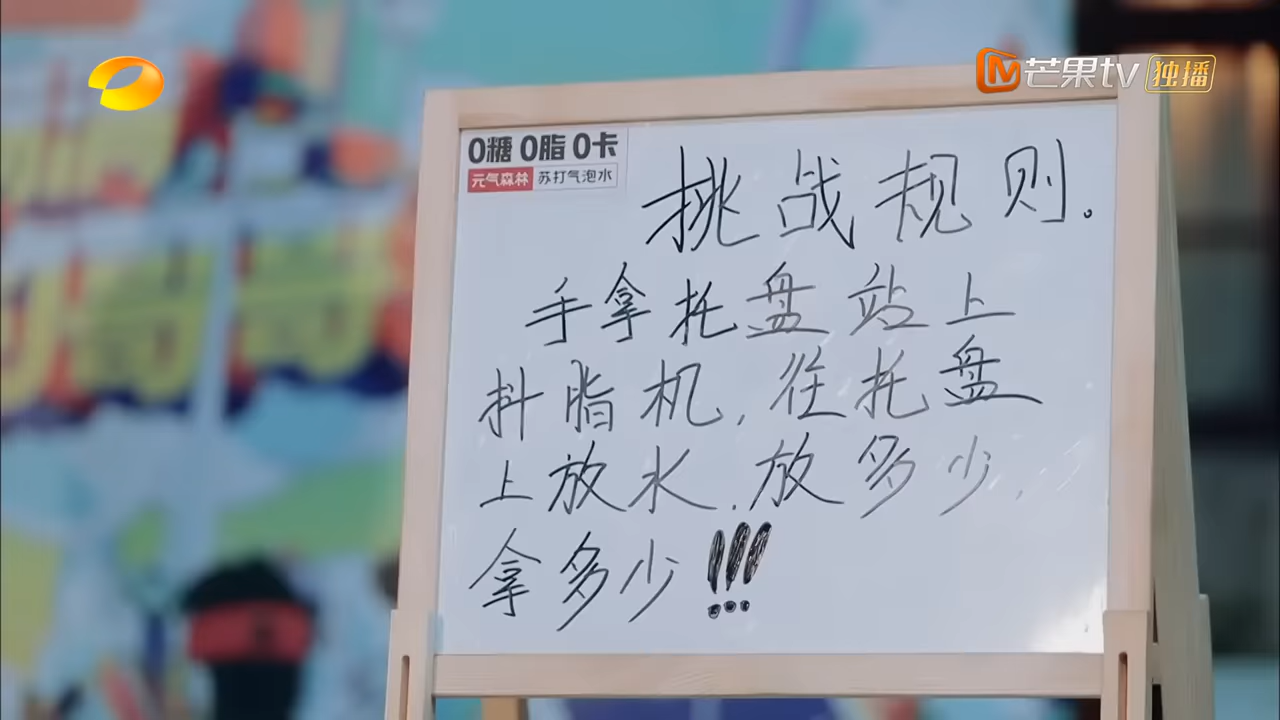 芒果tv 独播
0糖 0脂 0卡
元气森林 苏打气泡水
挑战规则。
手拿托盘站上
抖脂机,往托盘
上放水.放多少,
拿多少!!!